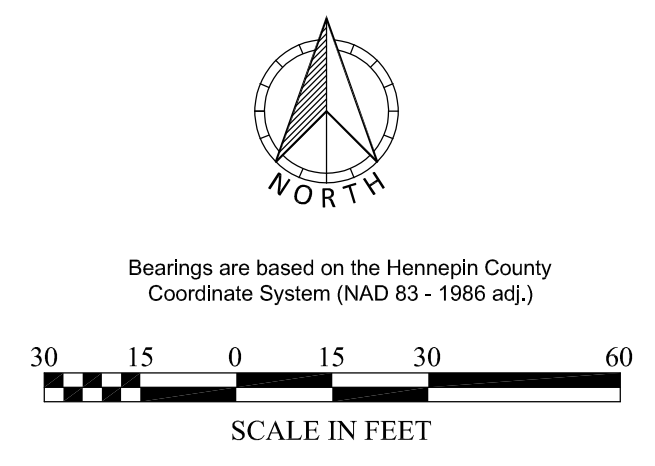 NORTH
Bearings are based on the Hennepin County
Coordinate System (NAD 83 - 1986 adj.)
30 15 0 15 30 60
SCALE IN FEET